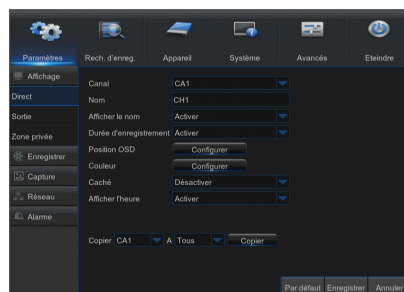 Paramètres Rech. d'enreg. Appareil Système Avancés Eteindre
Affichage
Direct
Sortie
Zone privée
Enregistrer
Capture
Réseau
Alarme
Canal CA1
Nom CH1
Afficher le nom Activer
Durée d'enregistrement Activer
Position OSD Configurer
Couleur Configurer
Caché Désactiver
Afficher l'heure Activer
Copier CA1 A Tous Copier
Par défaut Enregistrer Annuler